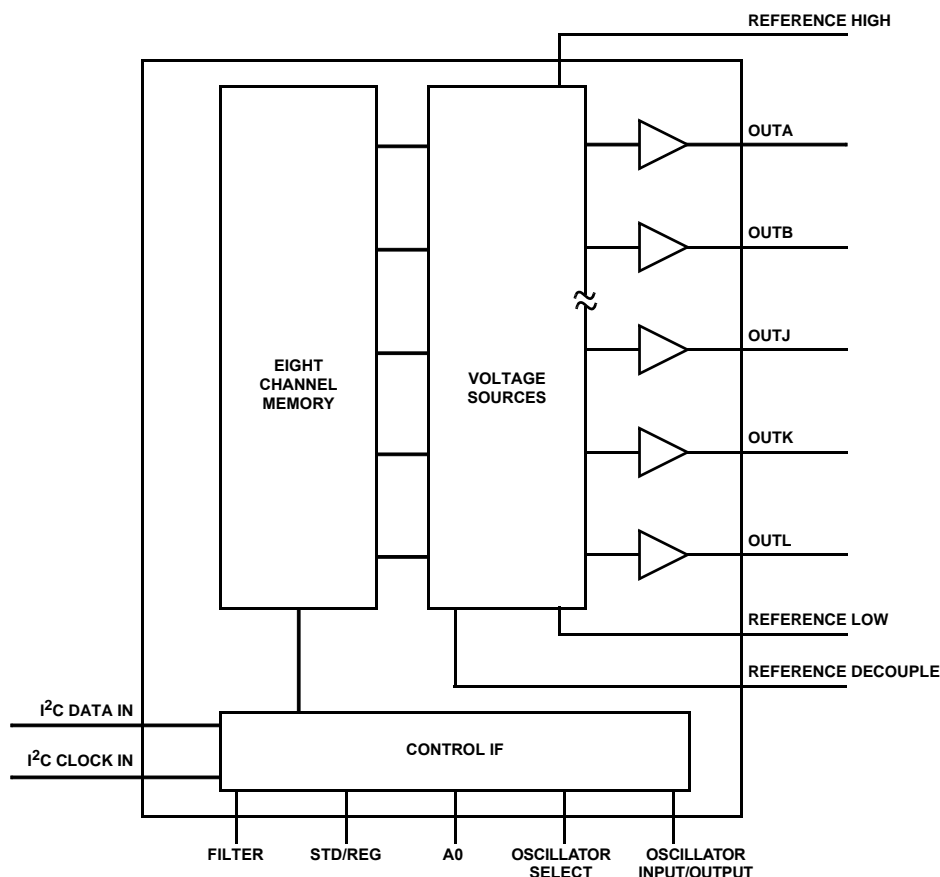 REFERENCE HIGH
OUTA
OUTB
OUTJ
EIGHT
CHANNEL
MEMORY
VOLTAGE
SOURCES
OUTK
OUTL
REFERENCE LOW
REFERENCE DECOUPLE
I²C DATA IN
I²C CLOCK IN
CONTROL IF
FILTER
STD/REG
A0
OSCILLATOR
SELECT
OSCILLATOR
INPUT/OUTPUT